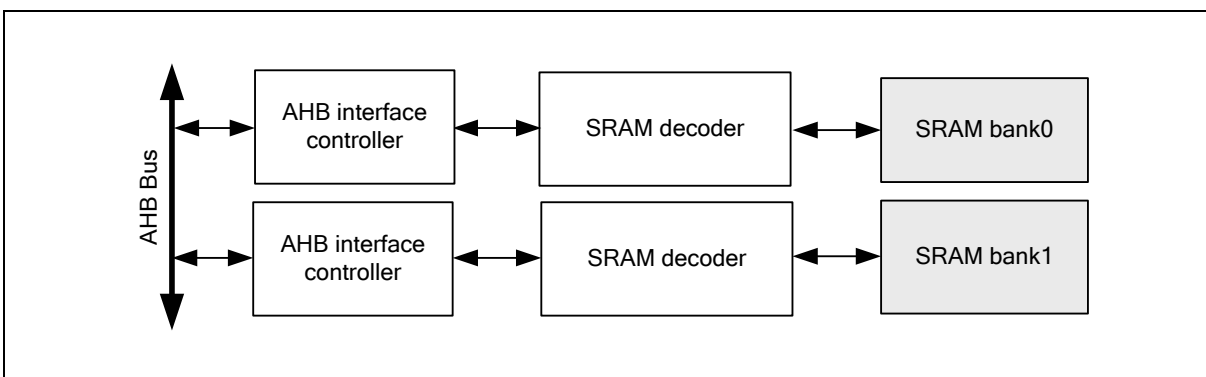 AHB Bus
AHB interface
controller
SRAM decoder
SRAM bank0
AHB interface
controller
SRAM decoder
SRAM bank1